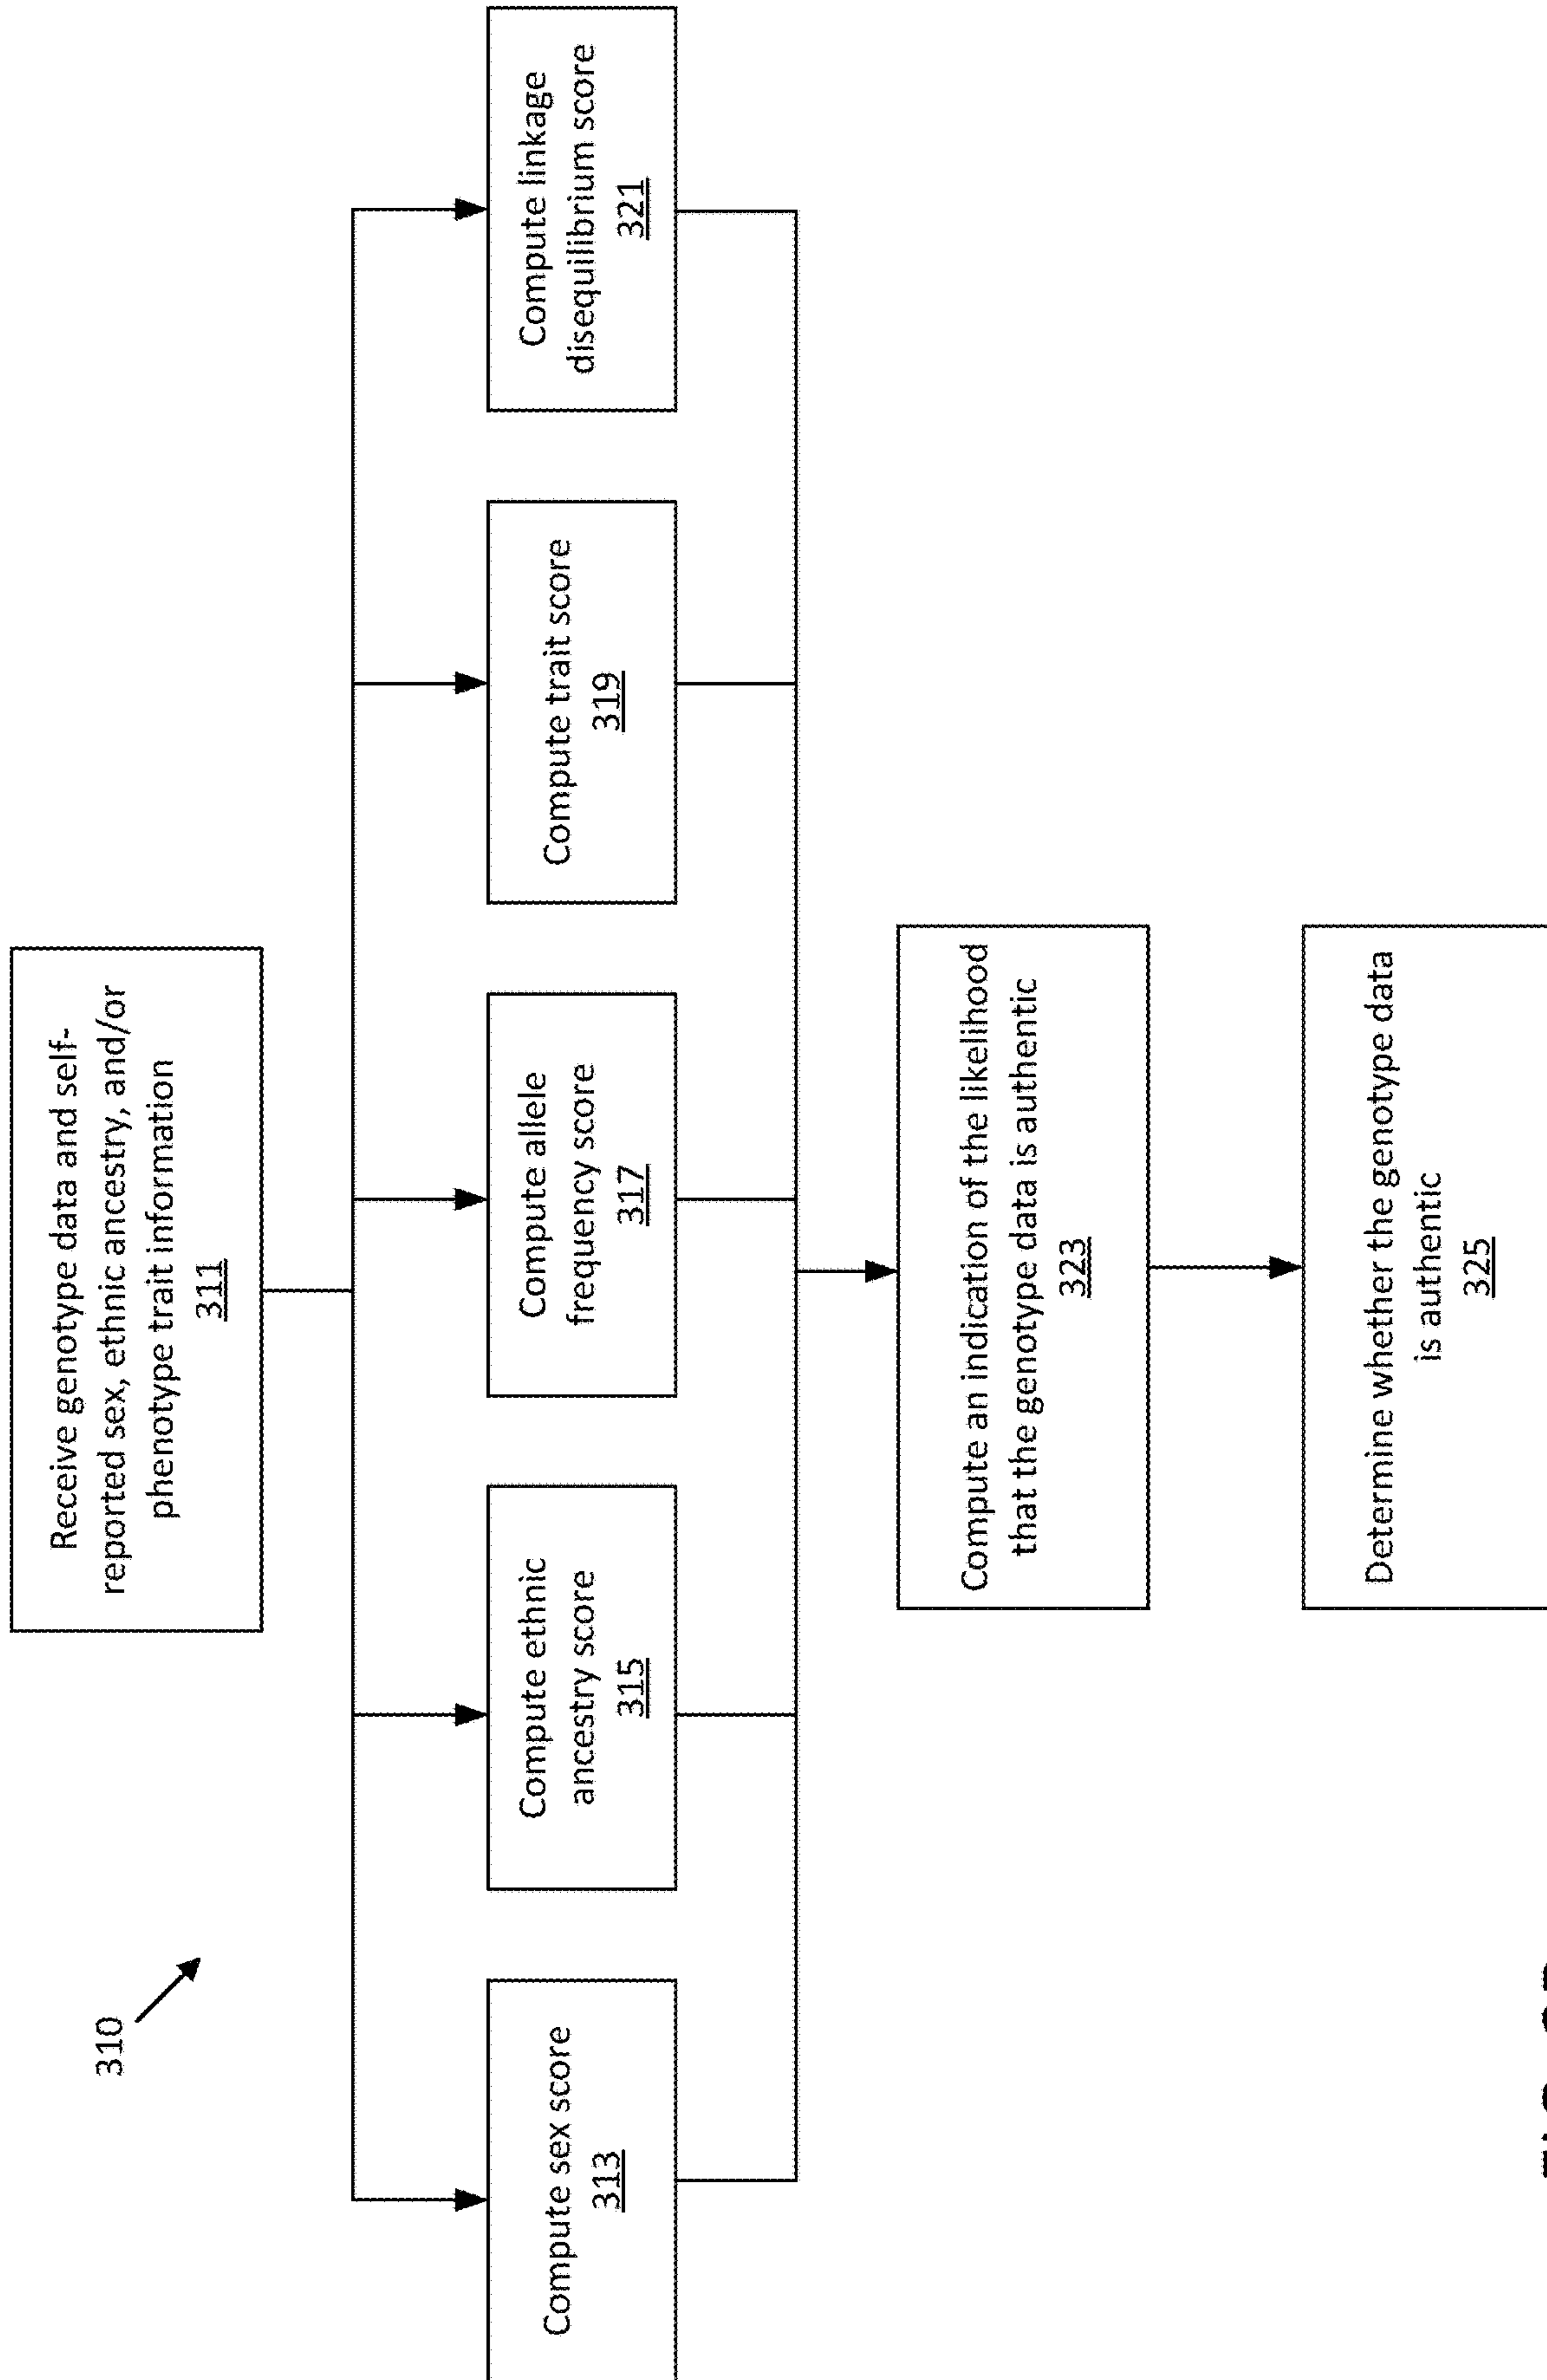 310
Receive genotype data and self-
reported sex, ethnic ancestry, and/or
phenotype trait information
311
Compute sex score
313
Compute ethnic
ancestry score
315
Compute allele
frequency score
317
Compute trait score
319
Compute linkage
disequilibrium score
321
Compute an indication of the likelihood
that the genotype data is authentic
323
Determine whether the genotype data
is authentic
325